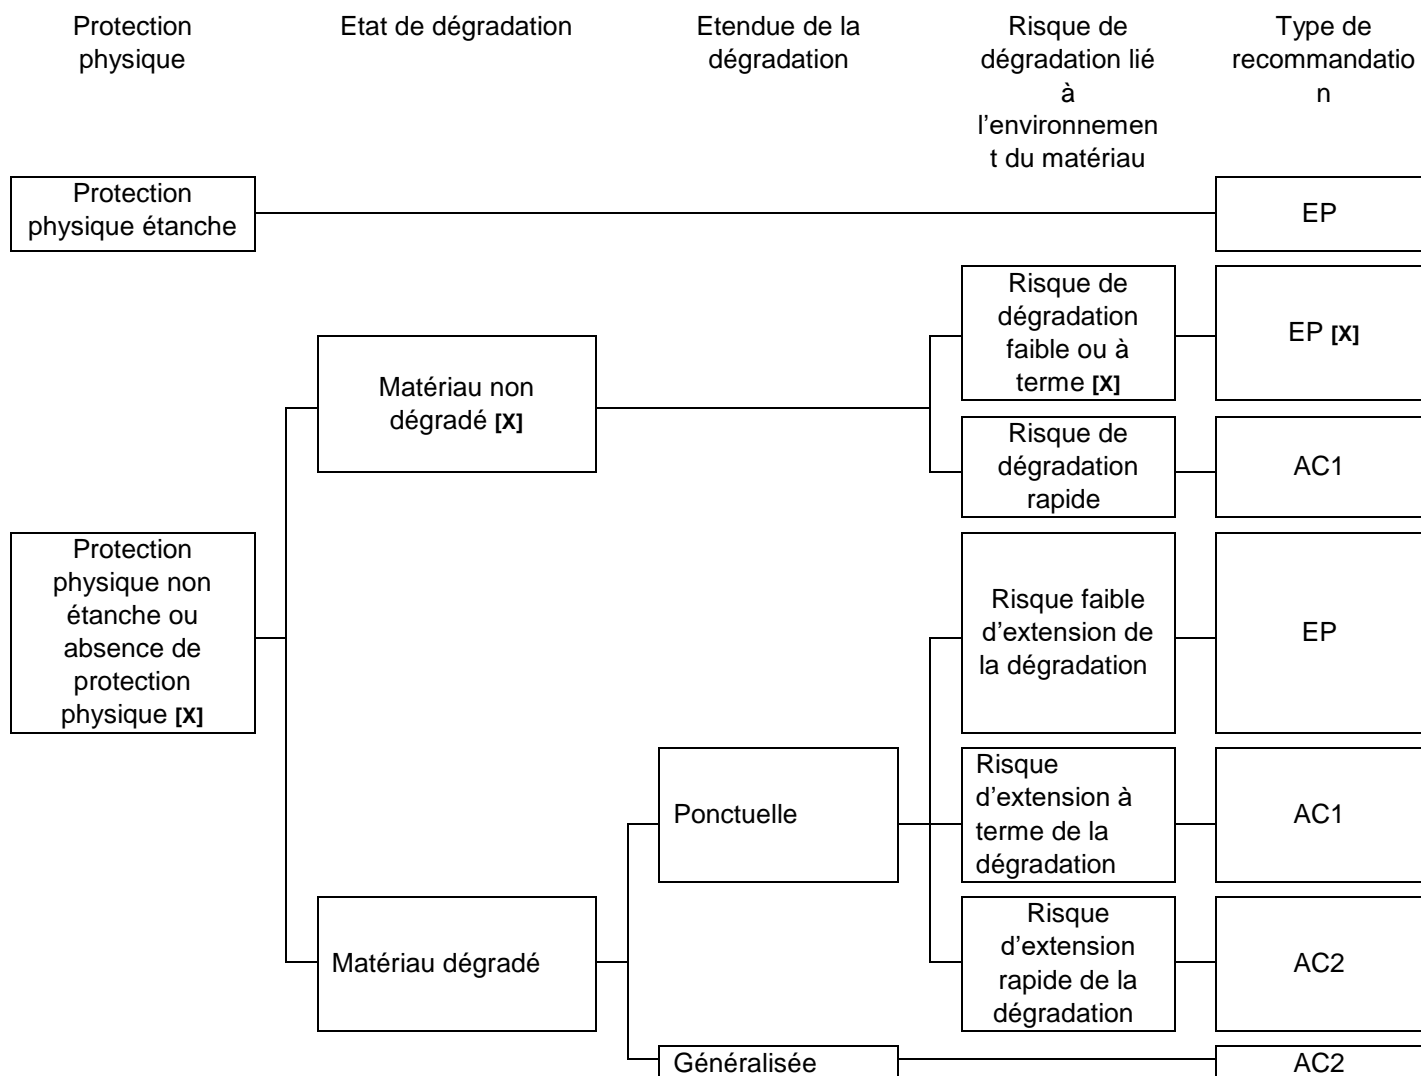 Protection
physique
Etat de dégradation
Etendue de la
dégradation
Risque de
dégradation lié
à
l'environnemen
t du matériau
Type de
recommandatio
n
Protection
physique étanche
EP
Risque de
dégradation
faible ou à
terme [X]
EP [X]
Matériau non
dégradé [X]
Risque de
dégradation
rapide
AC1
Protection
physique non
étanche ou
absence de
protection
physique [X]
Risque faible
d'extension de
la dégradation
EP
Ponctuelle
Risque
d'extension à
terme de la
dégradation
AC1
Matériau dégradé
Risque
d'extension
rapide de la
dégradation
AC2
Généralisée
AC2